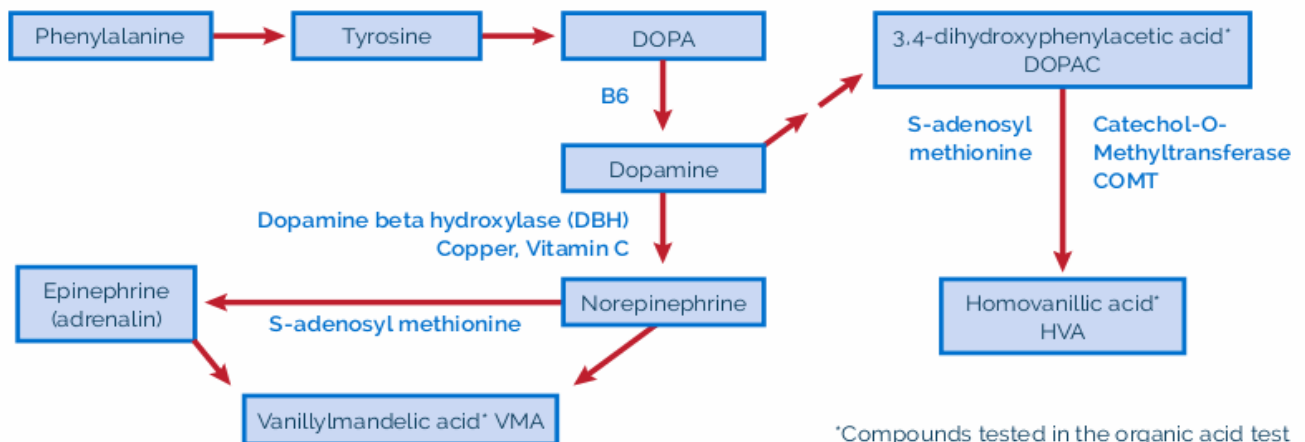 Phenylalanine
Tyrosine
DOPA
3,4-dihydroxyphenylacetic acid*
DOPAC
B6
S-adenosyl
methionine
Catechol-O-
Methyltransferase
COMT
Dopamine
Dopamine beta hydroxylase (DBH)
Copper, Vitamin C
Epinephrine
(adrenalin)
S-adenosyl methionine
Norepinephrine
Homovanillic acid*
HVA
Vanillylmandelic acid* VMA
*Compounds tested in the organic acid test